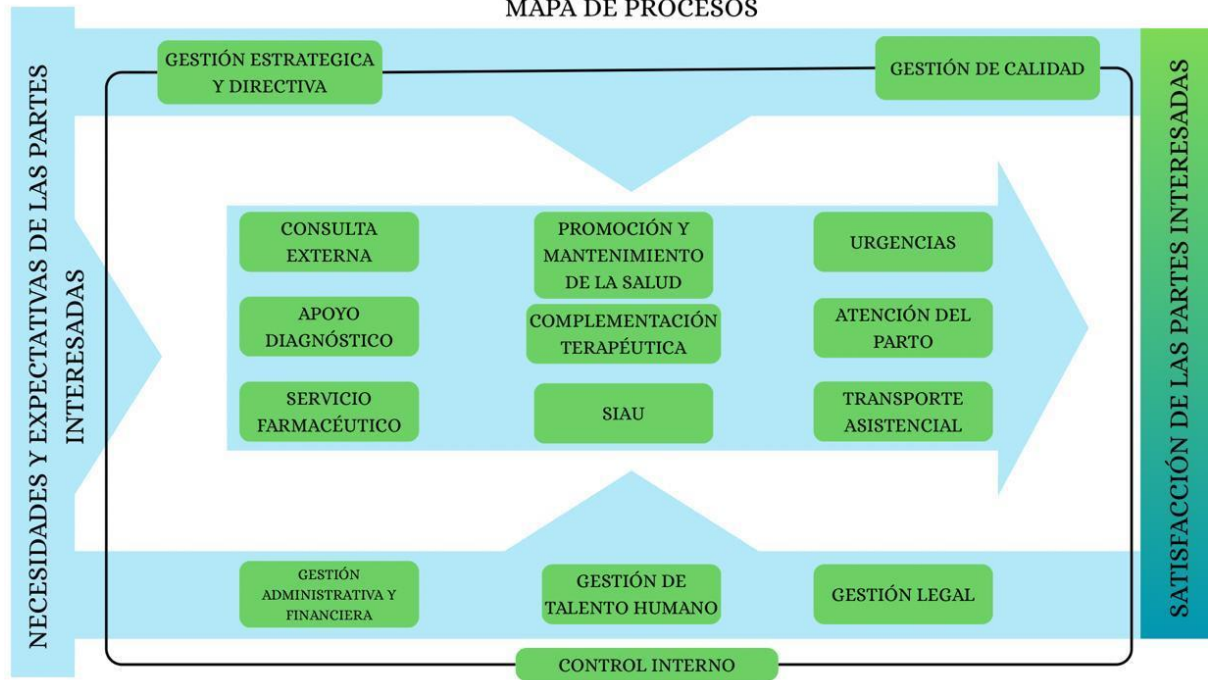 MAPA DE PROCESOS
NECESIDADES Y EXPECTATIVAS DE LAS PARTES
INTERESADAS
GESTIÓN ESTRATEGICA
Y DIRECTIVA
GESTIÓN DE CALIDAD
CONSULTA
EXTERNA
PROMOCIÓN Y
MANTENIMIENTO
DE LA SALUD
URGENCIAS
APOYO
DIAGNÓSTICO
COMPLEMENTACIÓN
TERAPÉUTICA
ATENCIÓN DEL
PARTO
SERVICIO
FARMACÉUTICO
SIAU
TRANSPORTE
ASISTENCIAL
GESTIÓN
ADMINISTRATIVA Y
FINANCIERA
GESTIÓN DE
TALENTO HUMANO
GESTIÓN LEGAL
CONTROL INTERNO
SATISFACCIÓN DE LAS PARTES INTERESADAS